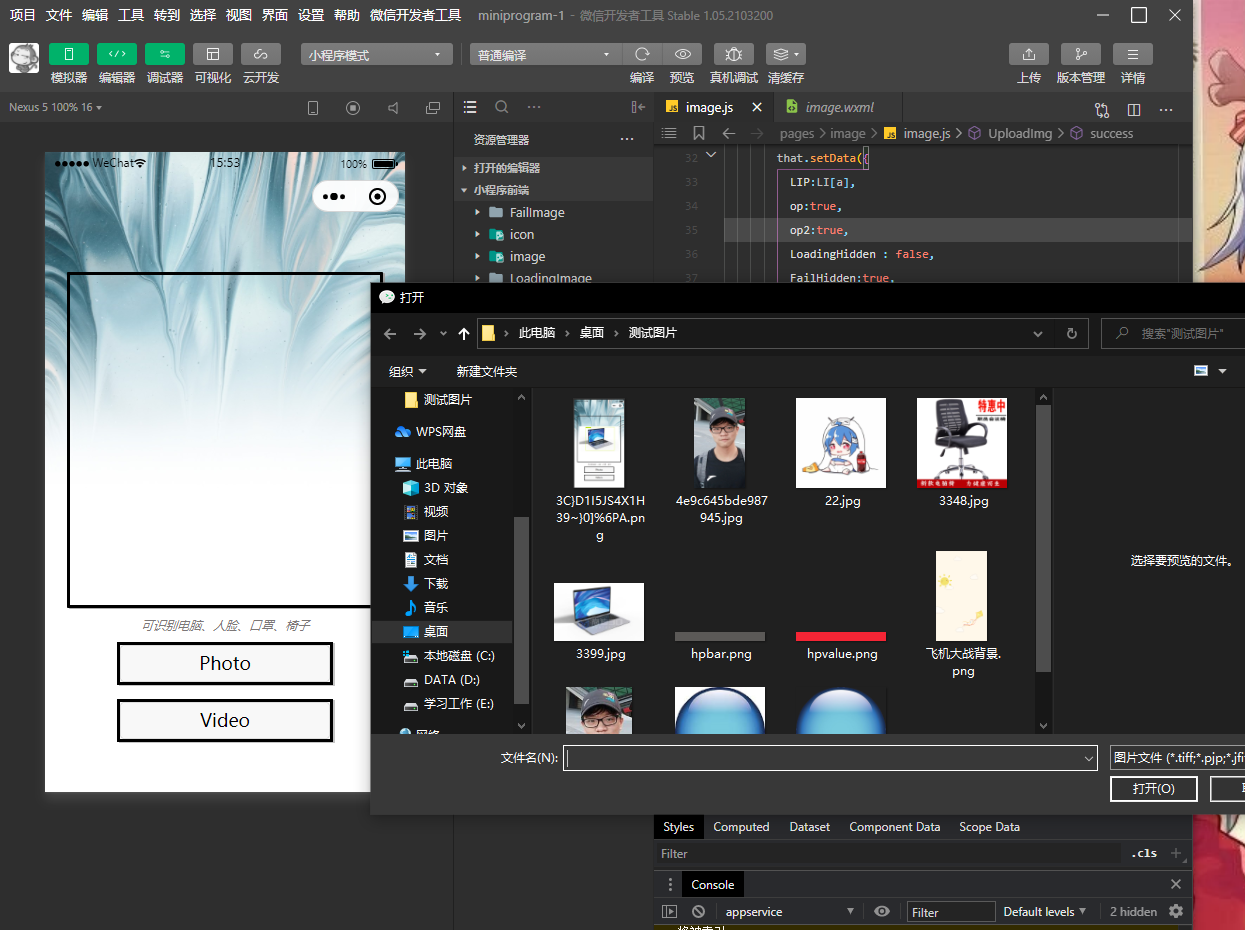 项目 文件 编辑 工具 转到 选择 视图 界面 设置 帮助 微信开发者工具 miniprogram-1 - 微信开发者工具 Stable 1.05.2103200
小程序模式 普通编译
模拟器 编辑器 调试器 可视化 云开发 编译 预览 真机调试 清缓存 上传 版本管理 详情
Nexus 5 100% 16
image.js image.wxml
资源管理器
pages > image > image.js > UploadImg > success
打开的编辑器
小程序前端
FailImage
icon
image
LoadingImage
32 that.setData({
33 LIP:LI[a],
34 op:true,
35 op2:true,
36 LoadingHidden : false,
37 FailHidden:true,
WeChat 15:53 100%
可识别电脑、人脸、口罩、椅子
Photo
Video
打开
此电脑 › 桌面 › 测试图片
搜索"测试图片"
组织 新建文件夹
测试图片
WPS网盘
此电脑
3D 对象
视频
图片
文档
下载
音乐
桌面
本地磁盘 (C:)
DATA (D:)
学习工作 (E:)
网络
特惠中
3C}D1I5JS4X1H
39~}0]%6PA.pn
g
4e9c645bde987
945.jpg
22.jpg
3348.jpg
3399.jpg
hpbar.png
hpvalue.png
飞机大战背景.
png
选择要预览的文件。
文件名(N):
图片文件 (*.tiff;*.pjp;*.jfi
打开(O)
Styles Computed Dataset Component Data Scope Data
Filter .cls
Console
appservice Filter Default levels 2 hidden